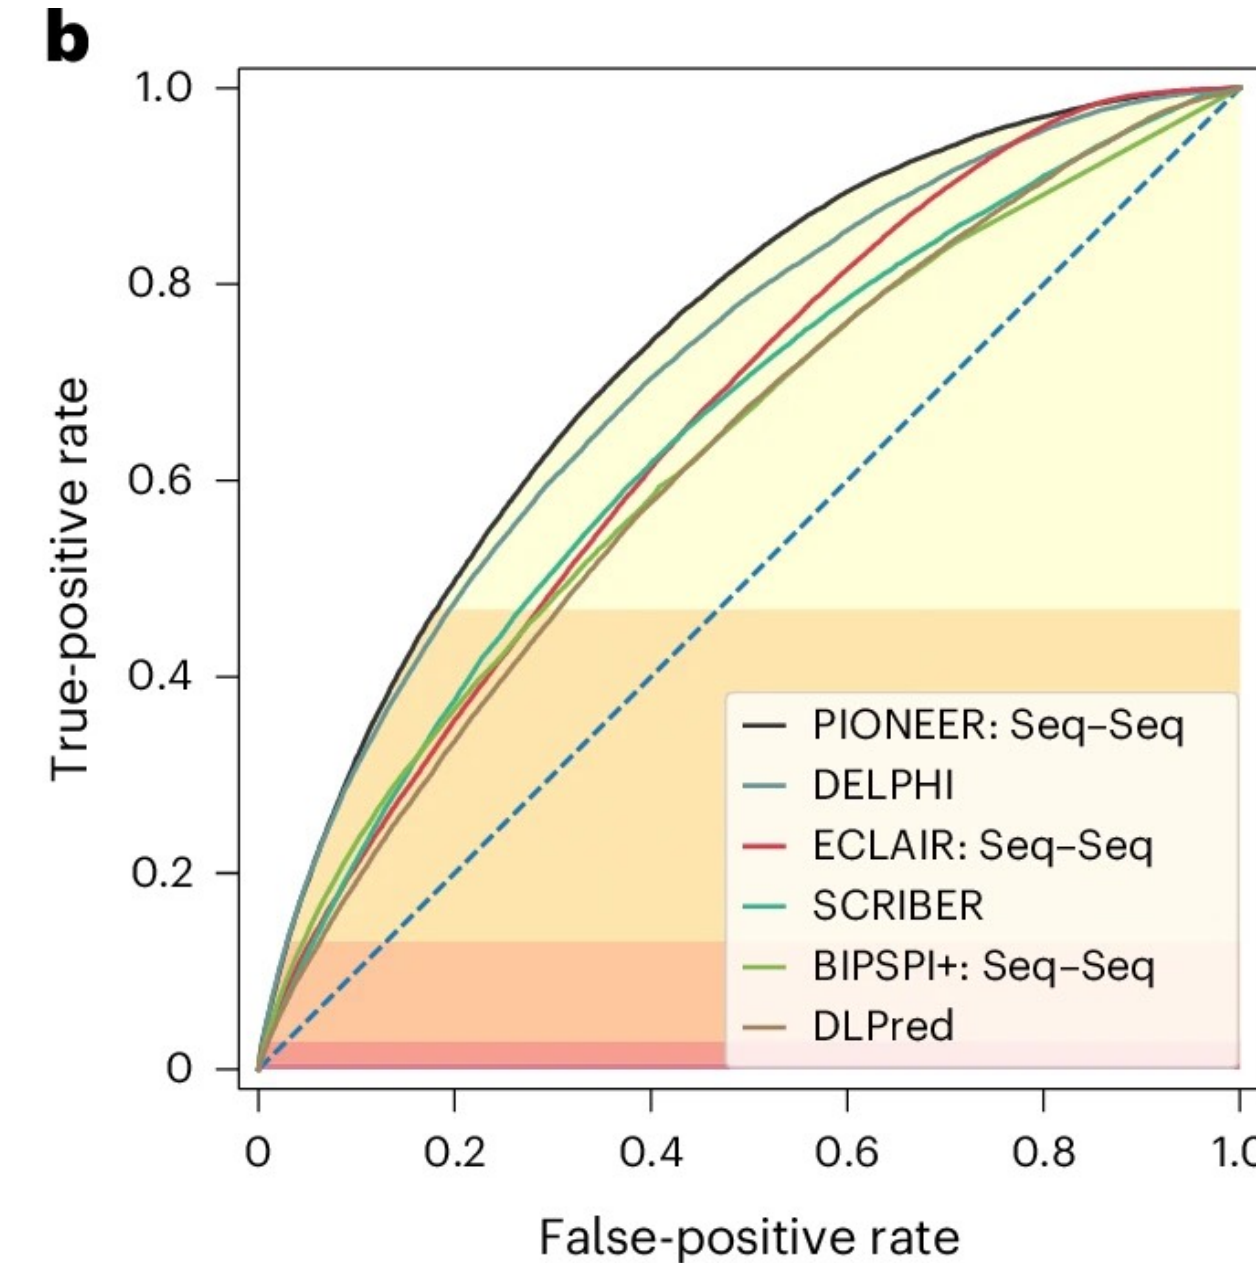 b
1.0
0.8
0.6
0.4
0.2
0
True-positive rate
PIONEER: Seq–Seq
DELPHI
ECLAIR: Seq–Seq
SCRIBER
BIPSPI+: Seq–Seq
DLPred
0 0.2 0.4 0.6 0.8 1.0
False-positive rate